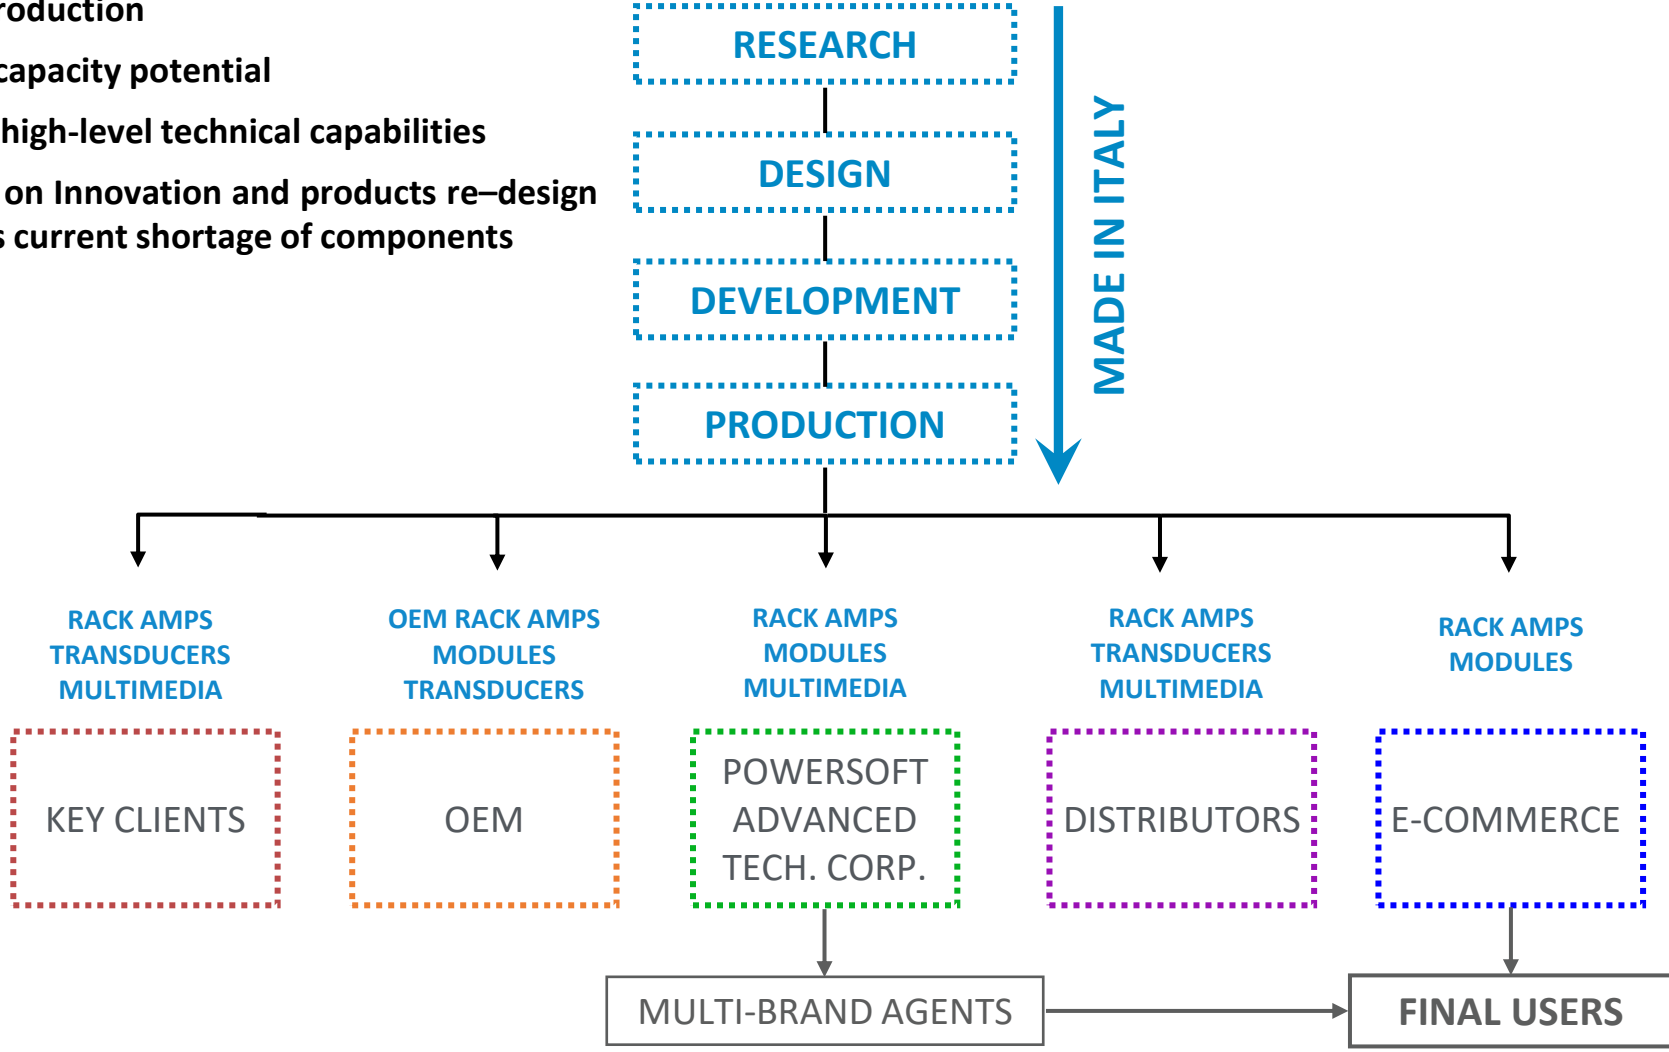 roduction
capacity potential
high-level technical capabilities
on Innovation and products re–design
s current shortage of components
RESEARCH
DESIGN
DEVELOPMENT
PRODUCTION
MADE IN ITALY
RACK AMPS
TRANSDUCERS
MULTIMEDIA
OEM RACK AMPS
MODULES
TRANSDUCERS
RACK AMPS
MODULES
MULTIMEDIA
RACK AMPS
TRANSDUCERS
MULTIMEDIA
RACK AMPS
MODULES
KEY CLIENTS
OEM
POWERSOFT
ADVANCED
TECH. CORP.
DISTRIBUTORS
E-COMMERCE
MULTI-BRAND AGENTS
FINAL USERS